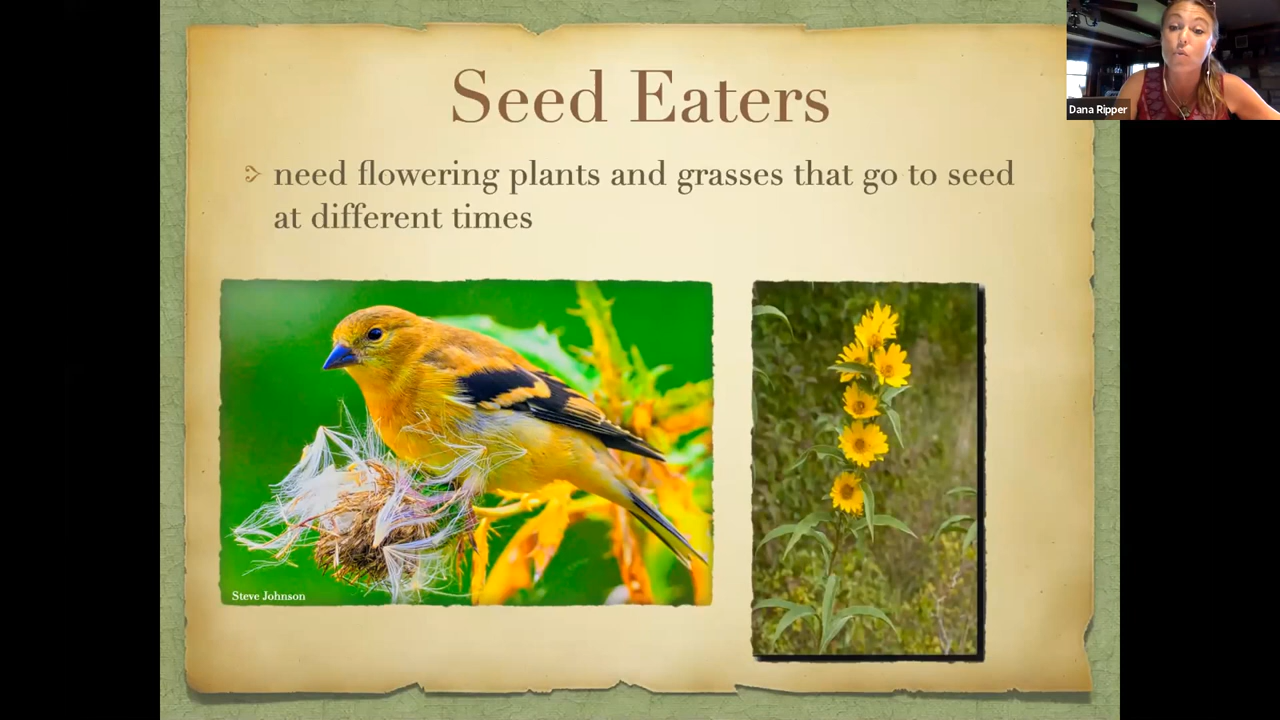 Seed Eaters
need flowering plants and grasses that go to seed
at different times
Steve Johnson
Dana Ripper